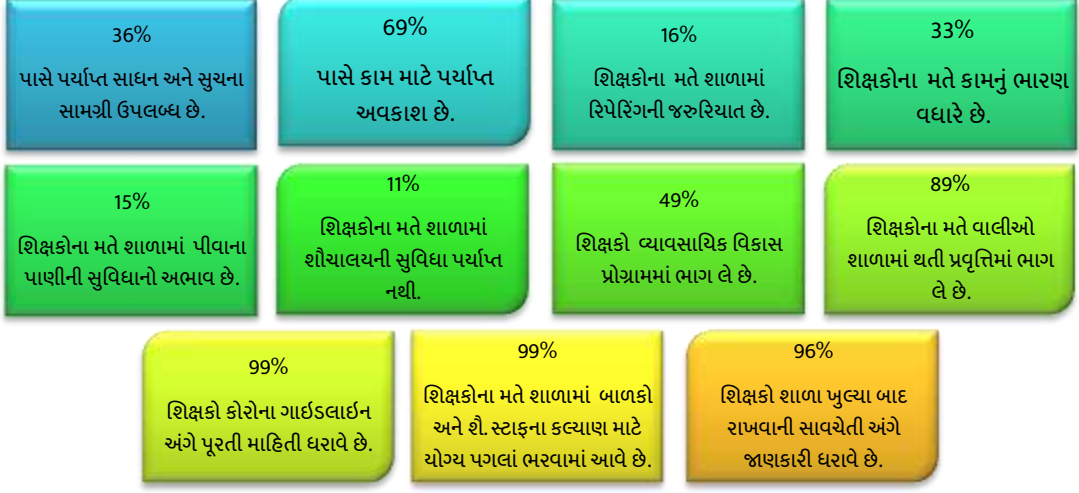 36%
પાસે પર્યાપ્ત સાધન અને સુચના
સામગ્રી ઉપલબ્ધ છે.
69%
પાસે કામ માટે પર્યાપ્ત
અવકાશ છે.
16%
શિક્ષકોના મતે શાળામાં
રિપેરિંગની જરુરિયાત છે.
33%
શિક્ષકોના મતે કામનું ભારણ
વધારે છે.
15%
શિક્ષકોના મતે શાળામાં પીવાના
પાણીની સુવિધાનો અભાવ છે.
11%
શિક્ષકોના મતે શાળામાં
શૌચાલયની સુવિધા પર્યાપ્ત
નથી.
49%
શિક્ષકો વ્યાવસાયિક વિકાસ
પ્રોગ્રામમાં ભાગ લે છે.
89%
શિક્ષકોના મતે વાલીઓ
શાળામાં થતી પ્રવૃત્તિમાં ભાગ
લે છે.
99%
શિક્ષકો કોરોના ગાઇડલાઇન
અંગે પૂરતી માહિતી ધરાવે છે.
99%
શિક્ષકોના મતે શાળામાં બાળકો
અને શૈ. સ્ટાફના કલ્યાણ માટે
યોગ્ય પગલાં ભરવામાં આવે છે.
96%
શિક્ષકો શાળા ખુલ્યા બાદ
રાખવાની સાવચેતી અંગે
જાણકારી ધરાવે છે.